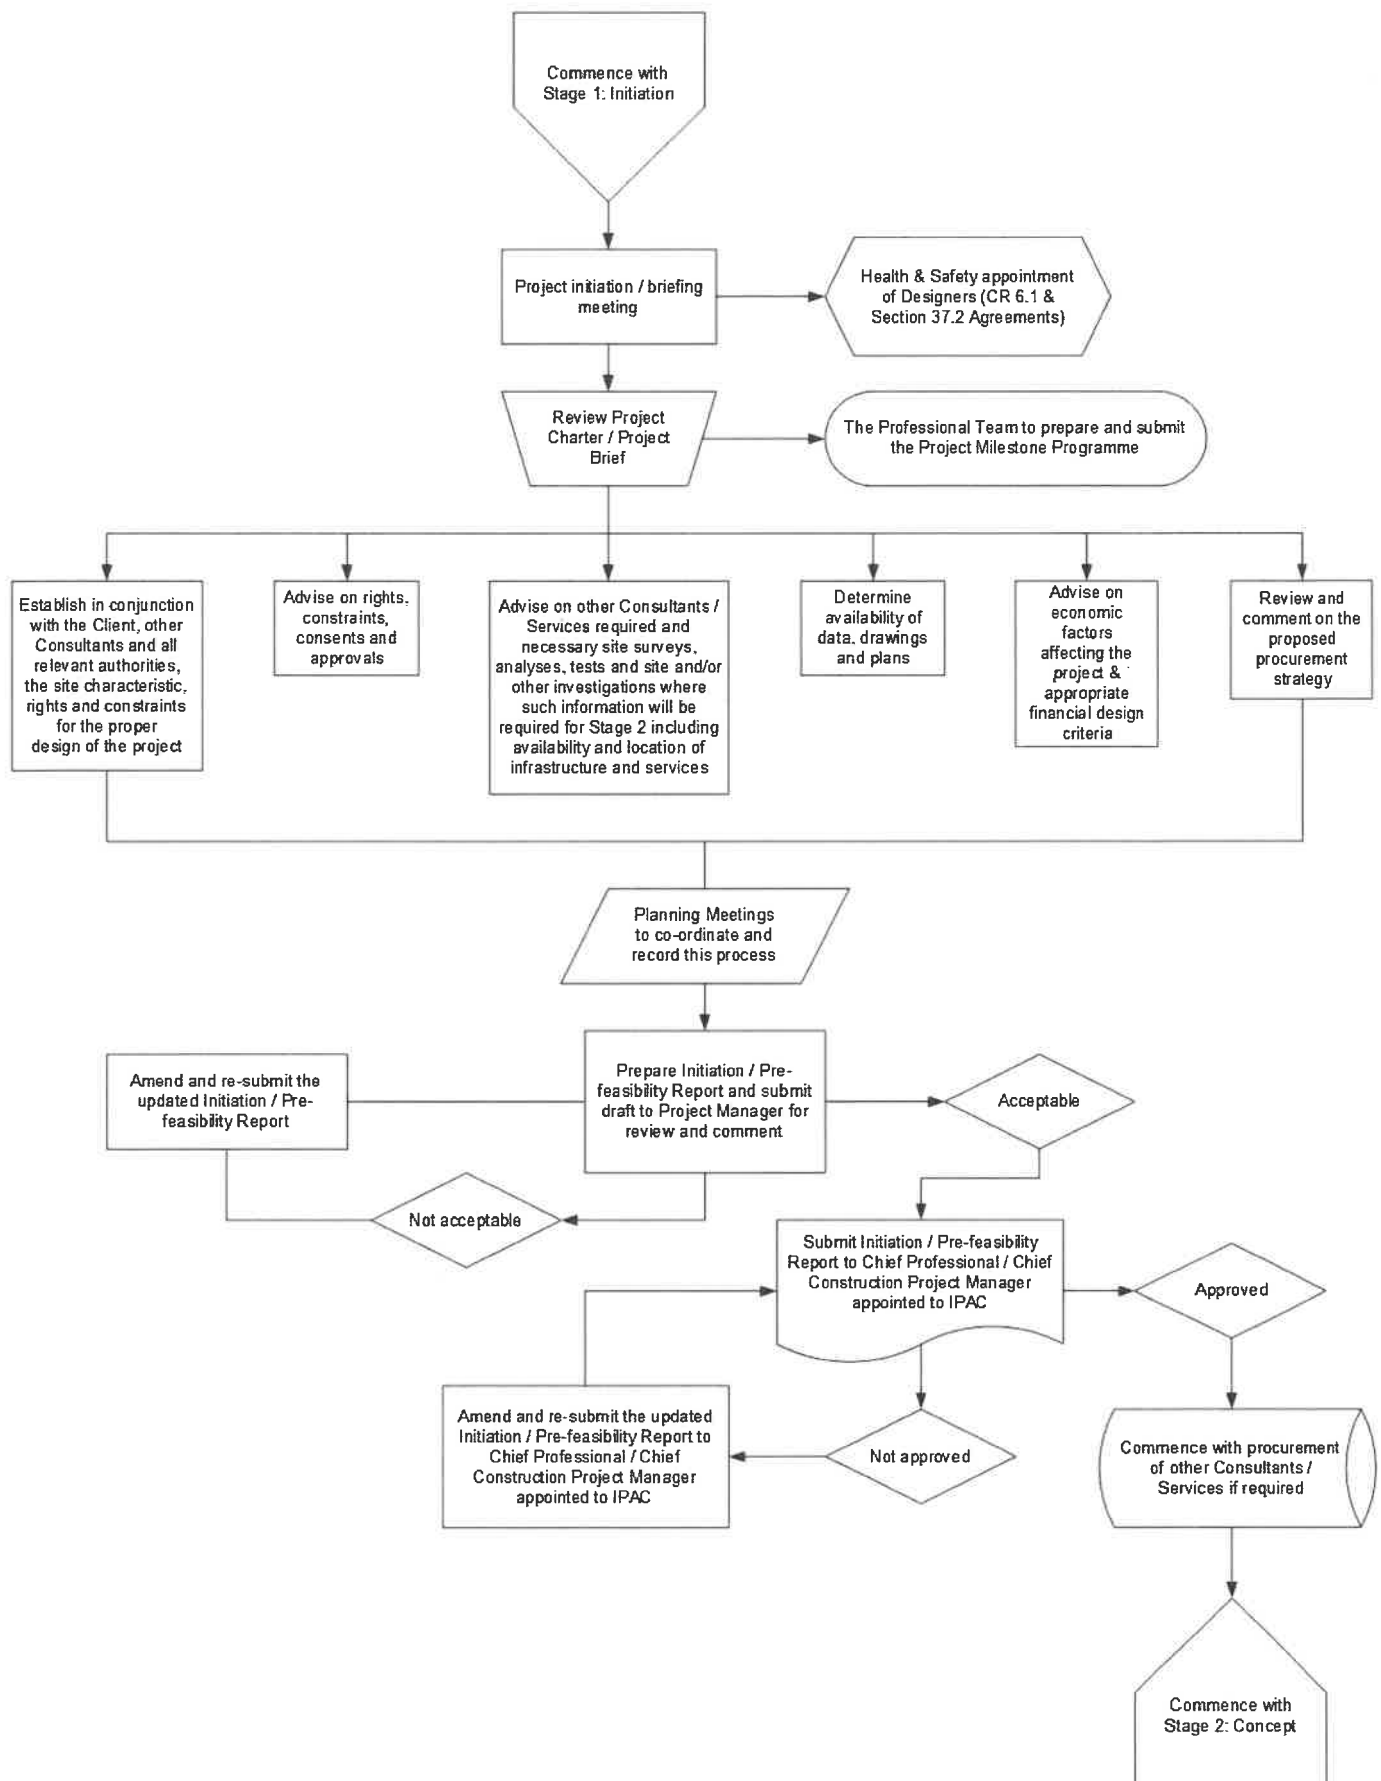 Commence with
Stage 1: Initiation
Project initiation / briefing
meeting
Health & Safety appointment
of Designers (CR 6.1 &
Section 37.2 Agreements)
Review Project
Charter / Project
Brief
The Professional Team to prepare and submit
the Project Milestone Programme
Establish in conjunction
with the Client, other
Consultants and all
relevant authorities,
the site characteristic,
rights and constraints
for the proper
design of the project
Advise on rights,
constraints,
consents and
approvals
Advise on other Consultants /
Services required and
necessary site surveys,
analyses, tests and site and/or
other investigations where
such information will be
required for Stage 2 including
availability and location of
infrastructure and services
Determine
availability of
data, drawings
and plans
Advise on
economic
factors
affecting the
project &
appropriate
financial design
criteria
Review and
comment on the
proposed
procurement
strategy
Planning Meetings
to co-ordinate and
record this process
Amend and re-submit the
updated Initiation / Pre-
feasibility Report
Prepare Initiation / Pre-
feasibility Report and submit
draft to Project Manager for
review and comment
Acceptable
Not acceptable
Submit Initiation / Pre-feasibility
Report to Chief Professional / Chief
Construction Project Manager
appointed to IPAC
Approved
Amend and re-submit the updated
Initiation / Pre-feasibility Report to
Chief Professional / Chief
Construction Project Manager
appointed to IPAC
Not approved
Commence with procurement
of other Consultants /
Services if required
Commence with
Stage 2: Concept